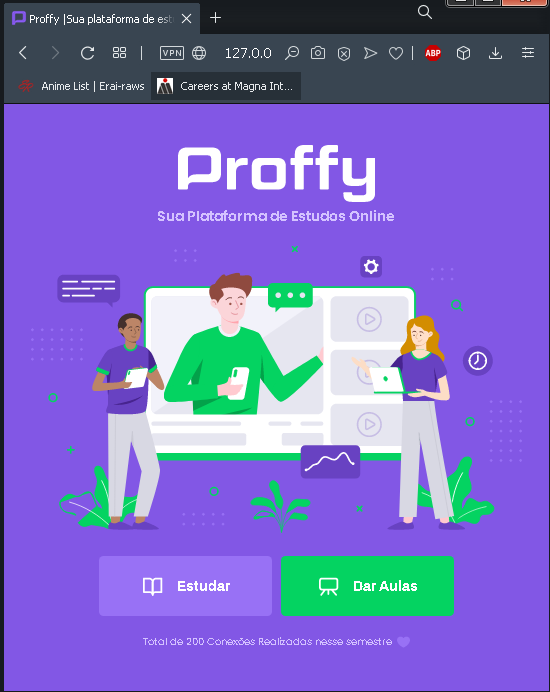 Proffy |Sua plataforma de est
VPN
127.0.0
ABP
Anime List | Erai-raws
Careers at Magna Int...
Proffy
Sua Plataforma de Estudos Online
Estudar
Dar Aulas
Total de 200 Conexões Realizadas nesse semestre